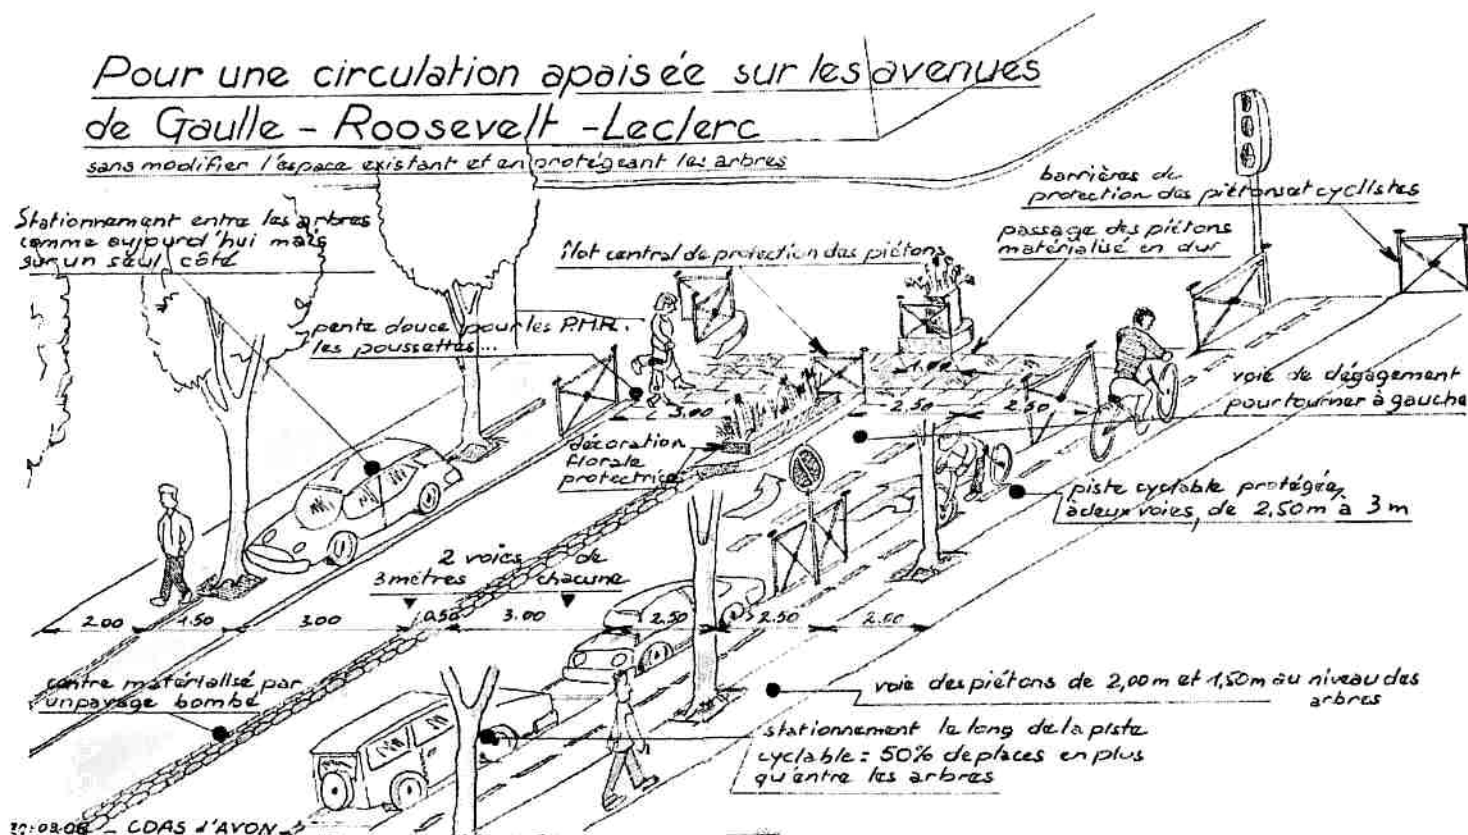 Pour une circulation apaisée sur les avenues
de Gaulle - Roosevelt - Leclerc
sans modifier l'espace existant et en protégeant les arbres
Stationnement entre les arbres
comme aujourd'hui mais
sur un seul côté
barrières de
protection des piétons et cyclistes
passage des piétons
matérialisé en dur
îlot central de protection des piétons
pente douce pour les P.M.R.
les poussettes...
1.00
3.00
2.50
2.50
voie de dégagement
pour tourner à gauche
décoration
florale
protectrice
piste cyclable protégée,
à deux voies, de 2,50m à 3m
2 voies de
3 mètres chacune
2.00
1.50
3.00
0.50
3.00
2.50
2.50
2.00
centre matérialisé par
un pavage bombé
voie des piétons de 2,00m et 1,50m au niveau des
arbres
stationnement le long de la piste
cyclable : 50% de places en plus
qu'entre les arbres
CDAS d'AVON